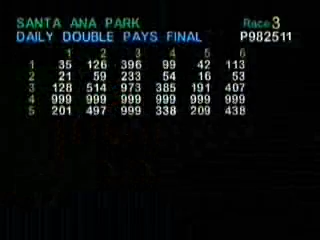 SANTA ANA PARK Race 3
DAILY DOUBLE PAYS FINAL P982511
1 2 3 4 5 6
1 35 126 396 99 42 113
2 21 59 233 54 16 53
3 128 514 973 385 191 407
4 999 999 999 999 999 999
5 201 497 999 338 209 438